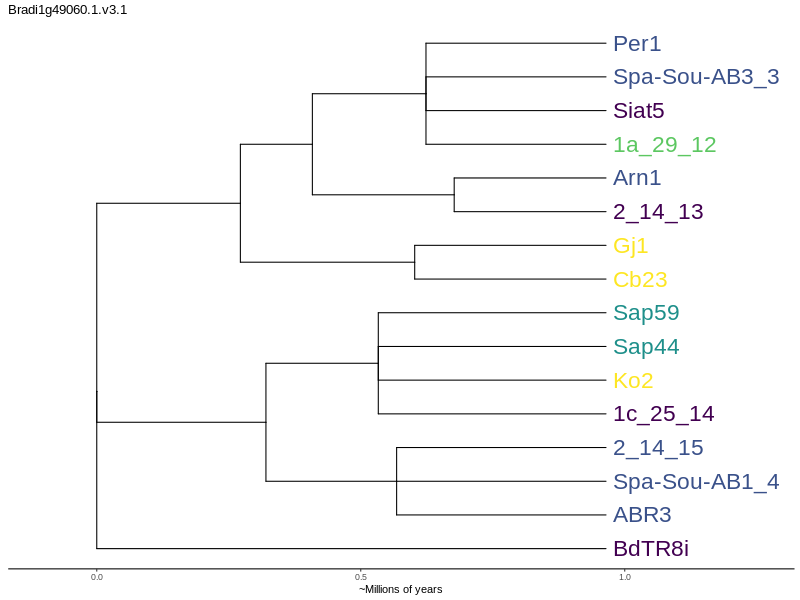 Bradi1g49060.1.v3.1
Per1
Spa-Sou-AB3_3
Siat5
1a_29_12
Arn1
2_14_13
Gj1
Cb23
Sap59
Sap44
Ko2
1c_25_14
2_14_15
Spa-Sou-AB1_4
ABR3
BdTR8i
0.0 0.5 1.0
~Millions of years